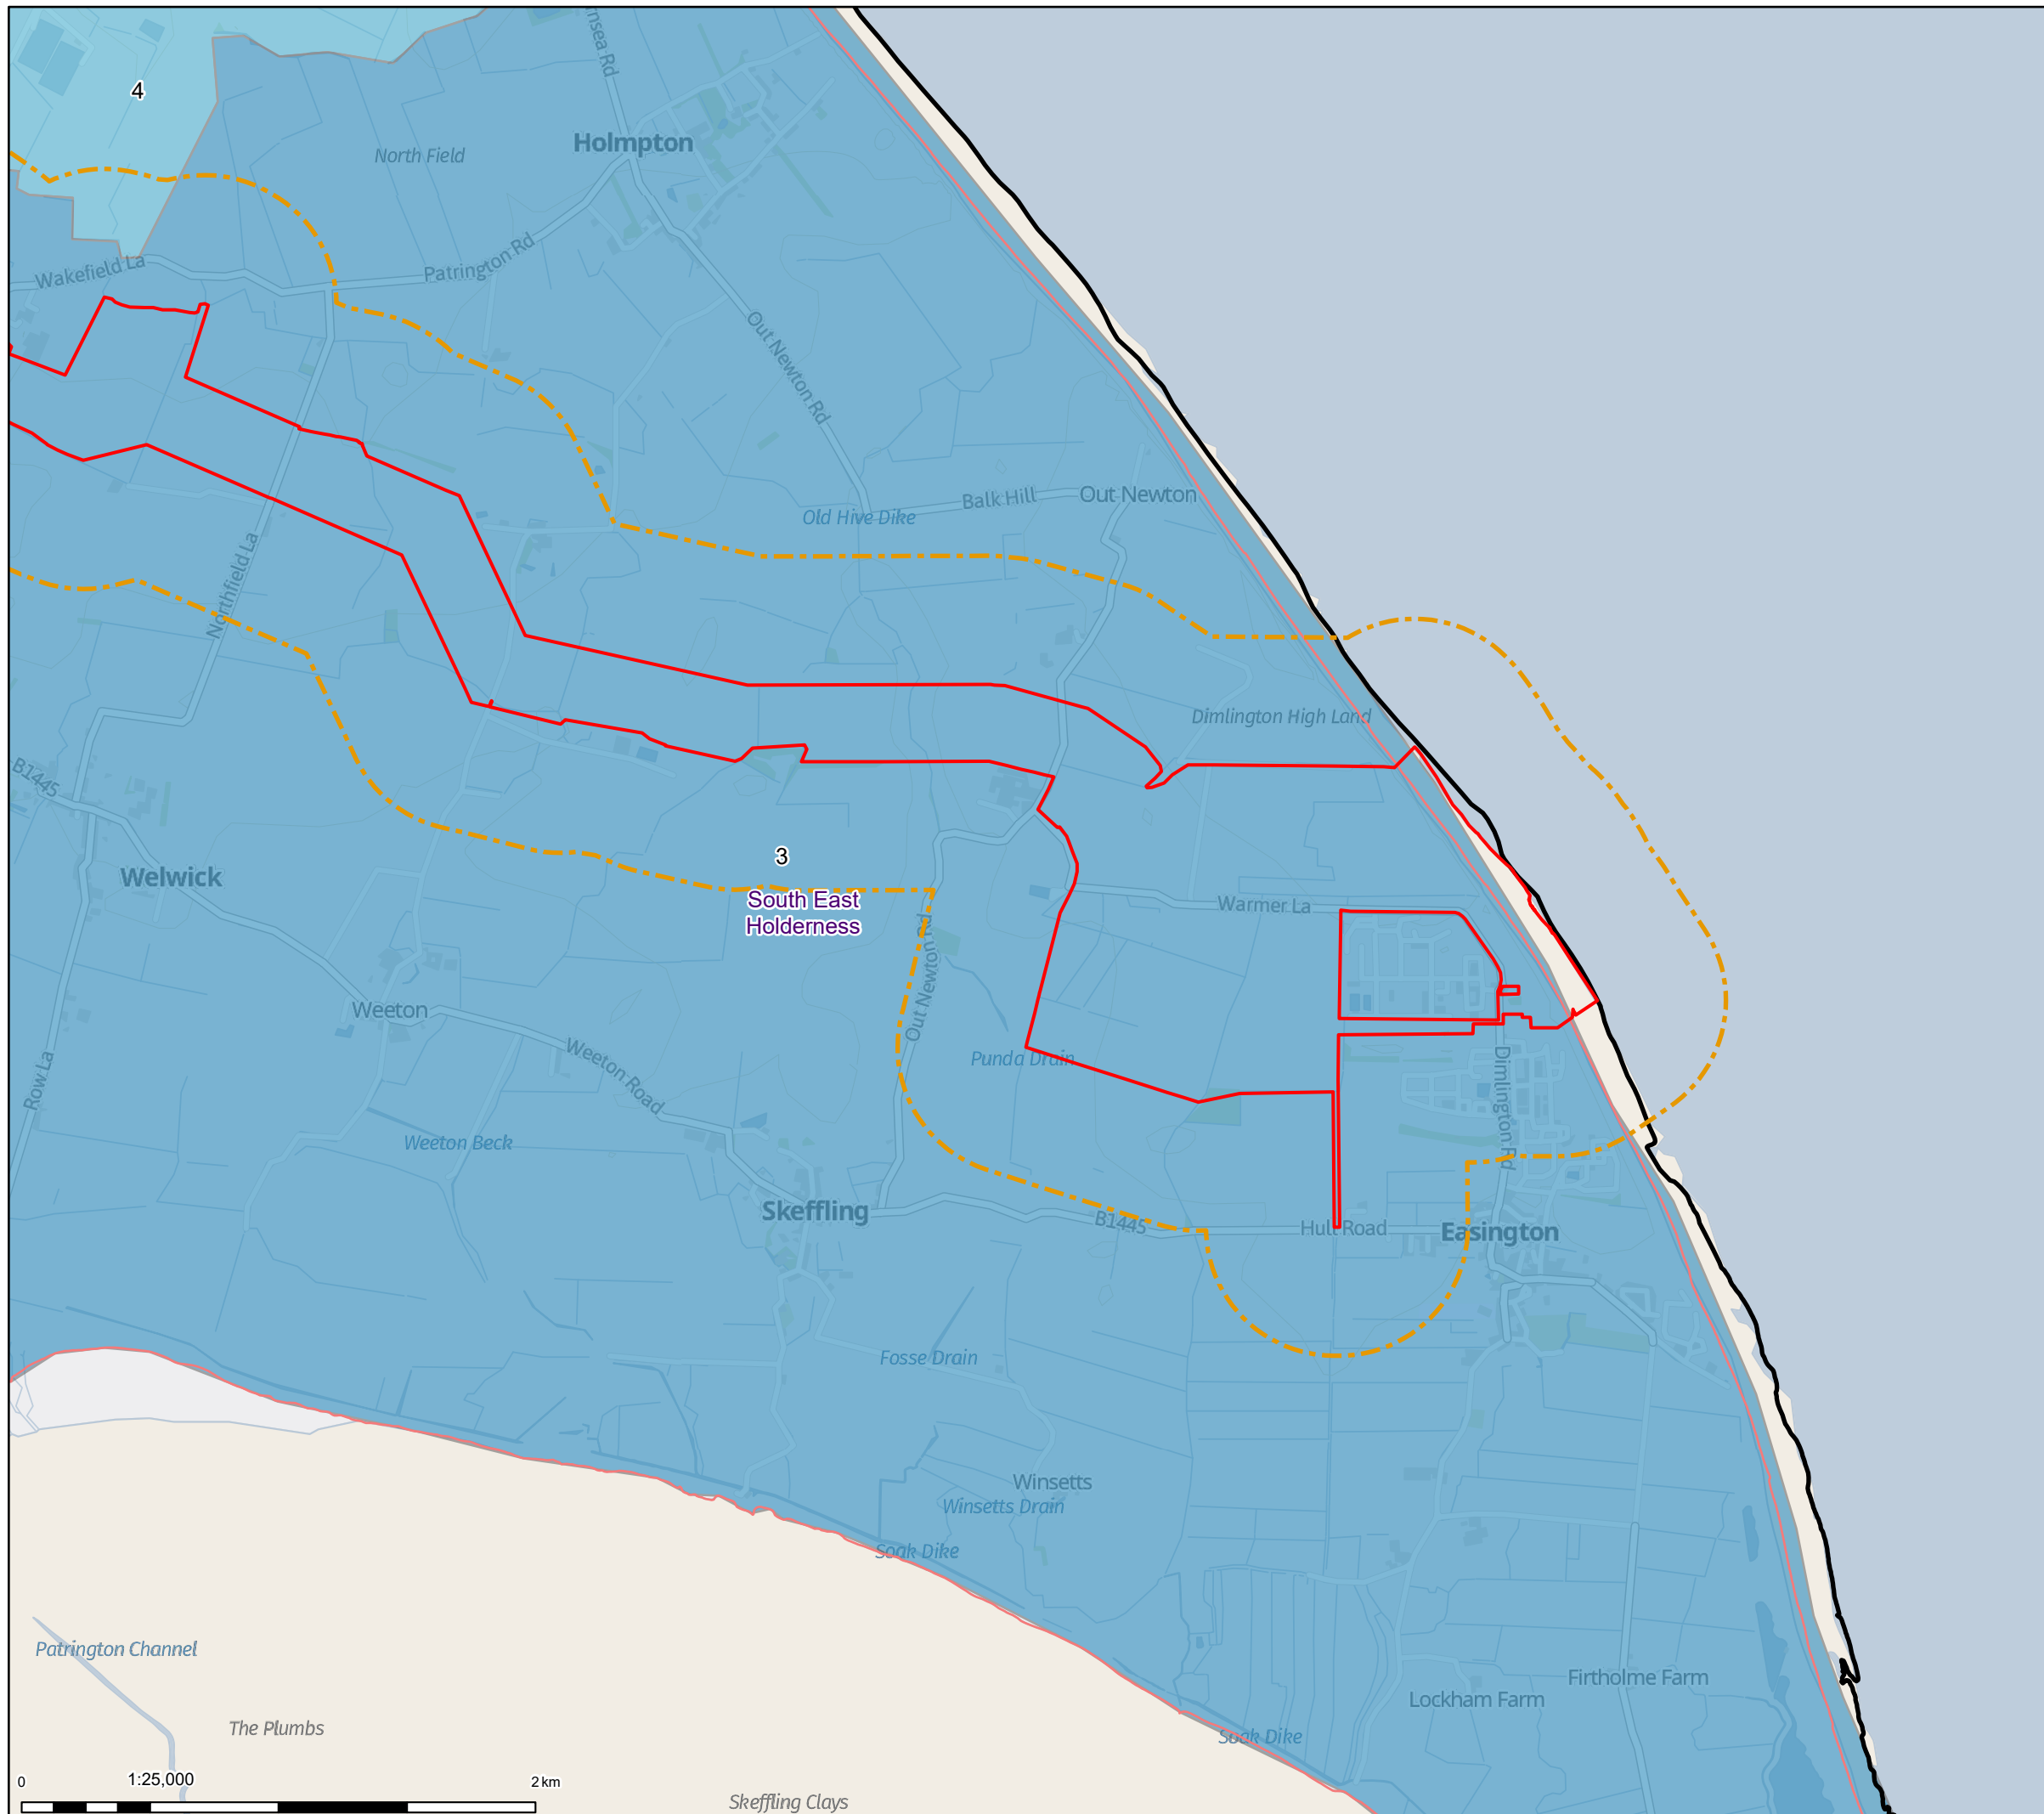 4
Holmpton
North Field
Wakefield La
Patrington Rd
Out Newton Rd
Old Hive Dike
Balk Hill
Out Newton
Northfield La
Dimlington High Land
B1445
3
South East
Holderness
Welwick
Warmer La
Out Newton Rd
Weeton
Weeton Road
Punda Drain
Dimlington Rd
Row La
Weeton Beck
Skeffling
B1445
Hull Road
Easington
Fosse Drain
Winsetts
Winsetts Drain
Soak Dike
Patrington Channel
Firtholme Farm
Lockham Farm
The Plumbs
Soak Dike
0
1:25,000
2 km
Skeffling Clays